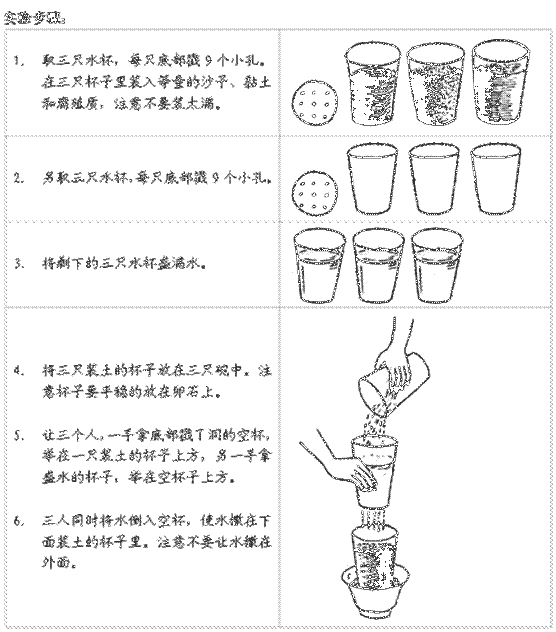 实验步骤:
1. 取三只水杯，每只底部戳 9 个小孔。
在三只杯子里装入等量的沙子、黏土
和腐殖质，注意不要装太满。
2. 另取三只水杯，每只底部戳 9 个小孔。
3. 将剩下的三只水杯盛满水。
4. 将三只装土的杯子放在三只碗中。注
意杯子要平稳的放在卵石上。
5. 让三个人，一手拿底部戳了洞的空杯，
举在一只装土的杯子上方，另一手拿
盛水的杯子，举在空杯子上方。
6. 三人同时将水倒入空杯，使水撒在下
面装土的杯子里。注意不要让水撒在
外面。